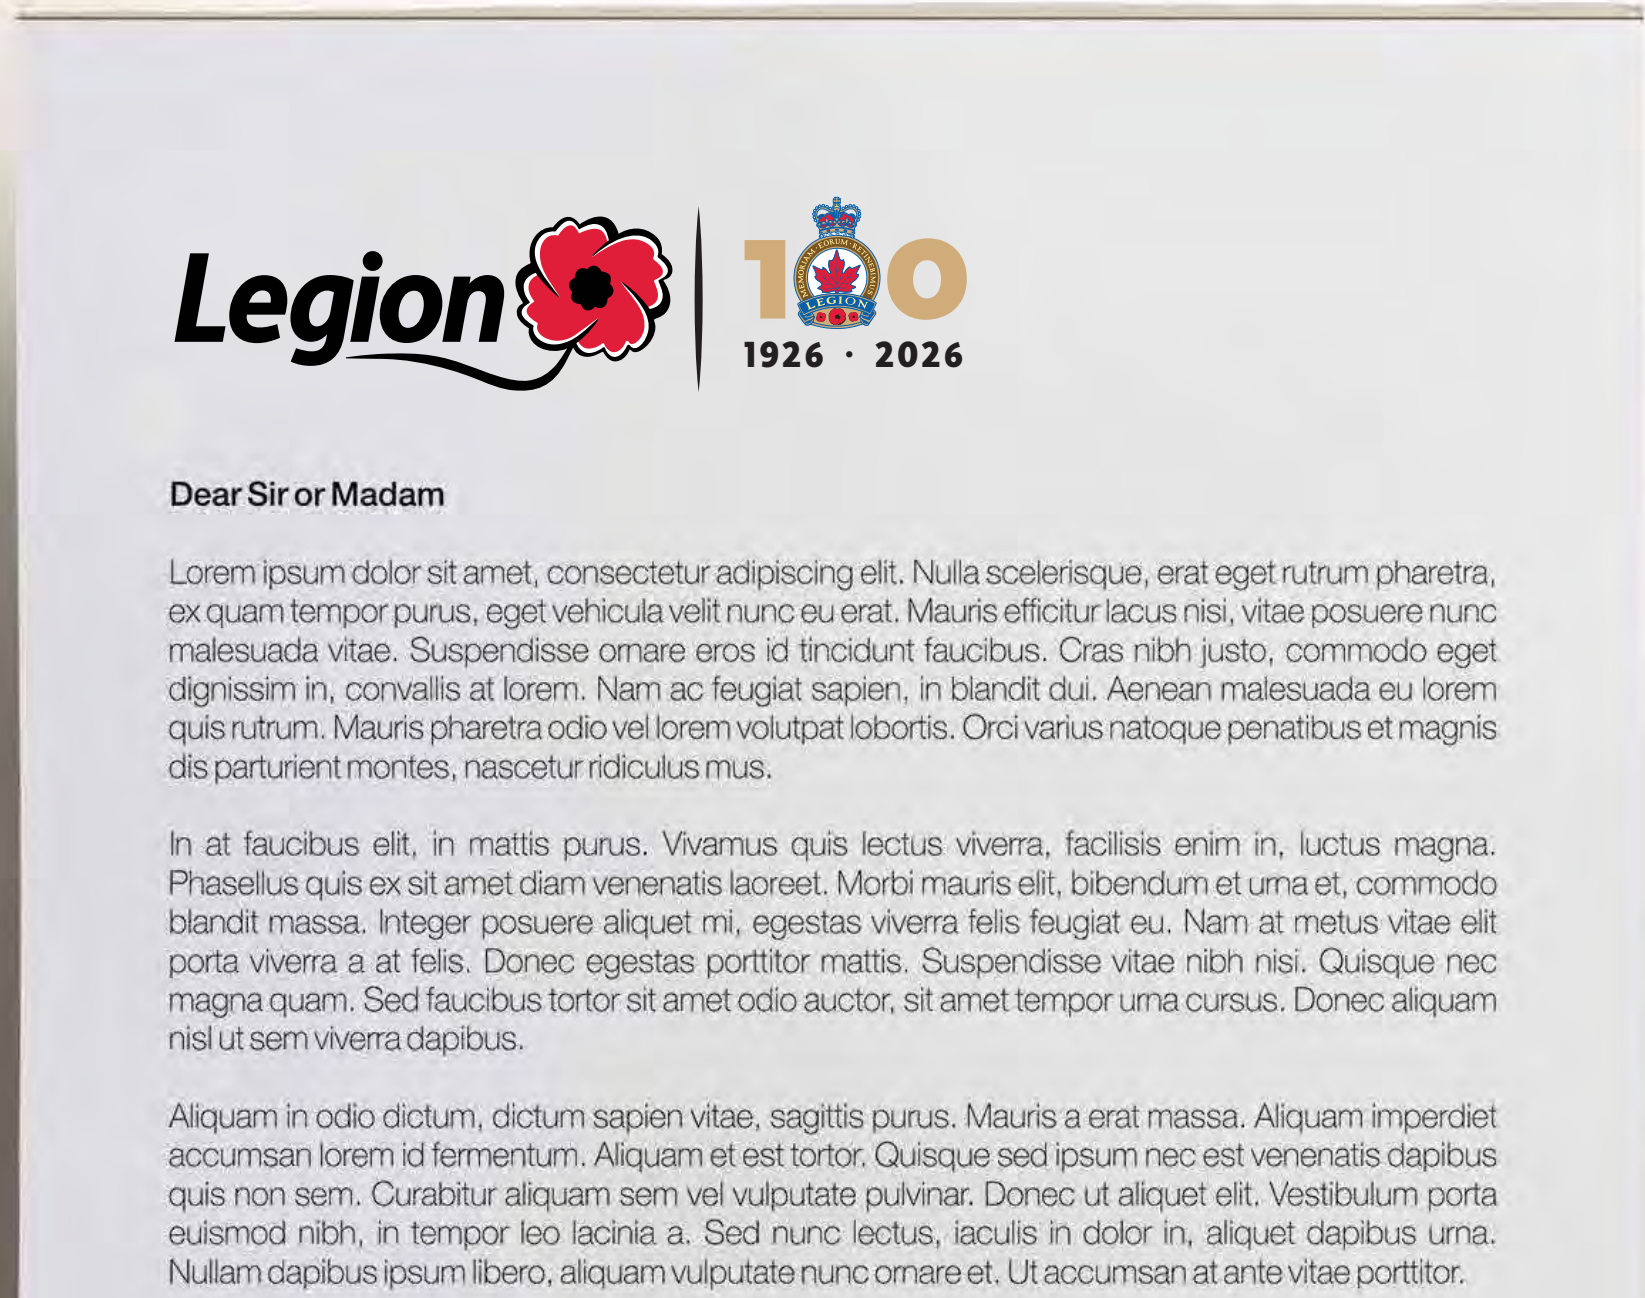 Legion
100
MEMORIAM·EORUM·RETINEBIMUS
LEGION
1926 · 2026
Dear Sir or Madam
Lorem ipsum dolor sit amet, consectetur adipiscing elit. Nulla scelerisque, erat eget rutrum pharetra,
ex quam tempor purus, eget vehicula velit nunc eu erat. Mauris efficitur lacus nisi, vitae posuere nunc
malesuada vitae. Suspendisse ornare eros id tincidunt faucibus. Cras nibh justo, commodo eget
dignissim in, convallis at lorem. Nam ac feugiat sapien, in blandit dui. Aenean malesuada eu lorem
quis rutrum. Mauris pharetra odio vel lorem volutpat lobortis. Orci varius natoque penatibus et magnis
dis parturient montes, nascetur ridiculus mus.
In at faucibus elit, in mattis purus. Vivamus quis lectus viverra, facilisis enim in, luctus magna.
Phasellus quis ex sit amet diam venenatis laoreet. Morbi mauris elit, bibendum et urna et, commodo
blandit massa. Integer posuere aliquet mi, egestas viverra felis feugiat eu. Nam at metus vitae elit
porta viverra a at felis. Donec egestas porttitor mattis. Suspendisse vitae nibh nisi. Quisque nec
magna quam. Sed faucibus tortor sit amet odio auctor, sit amet tempor urna cursus. Donec aliquam
nisl ut sem viverra dapibus.
Aliquam in odio dictum, dictum sapien vitae, sagittis purus. Mauris a erat massa. Aliquam imperdiet
accumsan lorem id fermentum. Aliquam et est tortor. Quisque sed ipsum nec est venenatis dapibus
quis non sem. Curabitur aliquam sem vel vulputate pulvinar. Donec ut aliquet elit. Vestibulum porta
euismod nibh, in tempor leo lacinia a. Sed nunc lectus, iaculis in dolor in, aliquet dapibus urna.
Nullam dapibus ipsum libero, aliquam vulputate nunc ornare et. Ut accumsan at ante vitae porttitor.